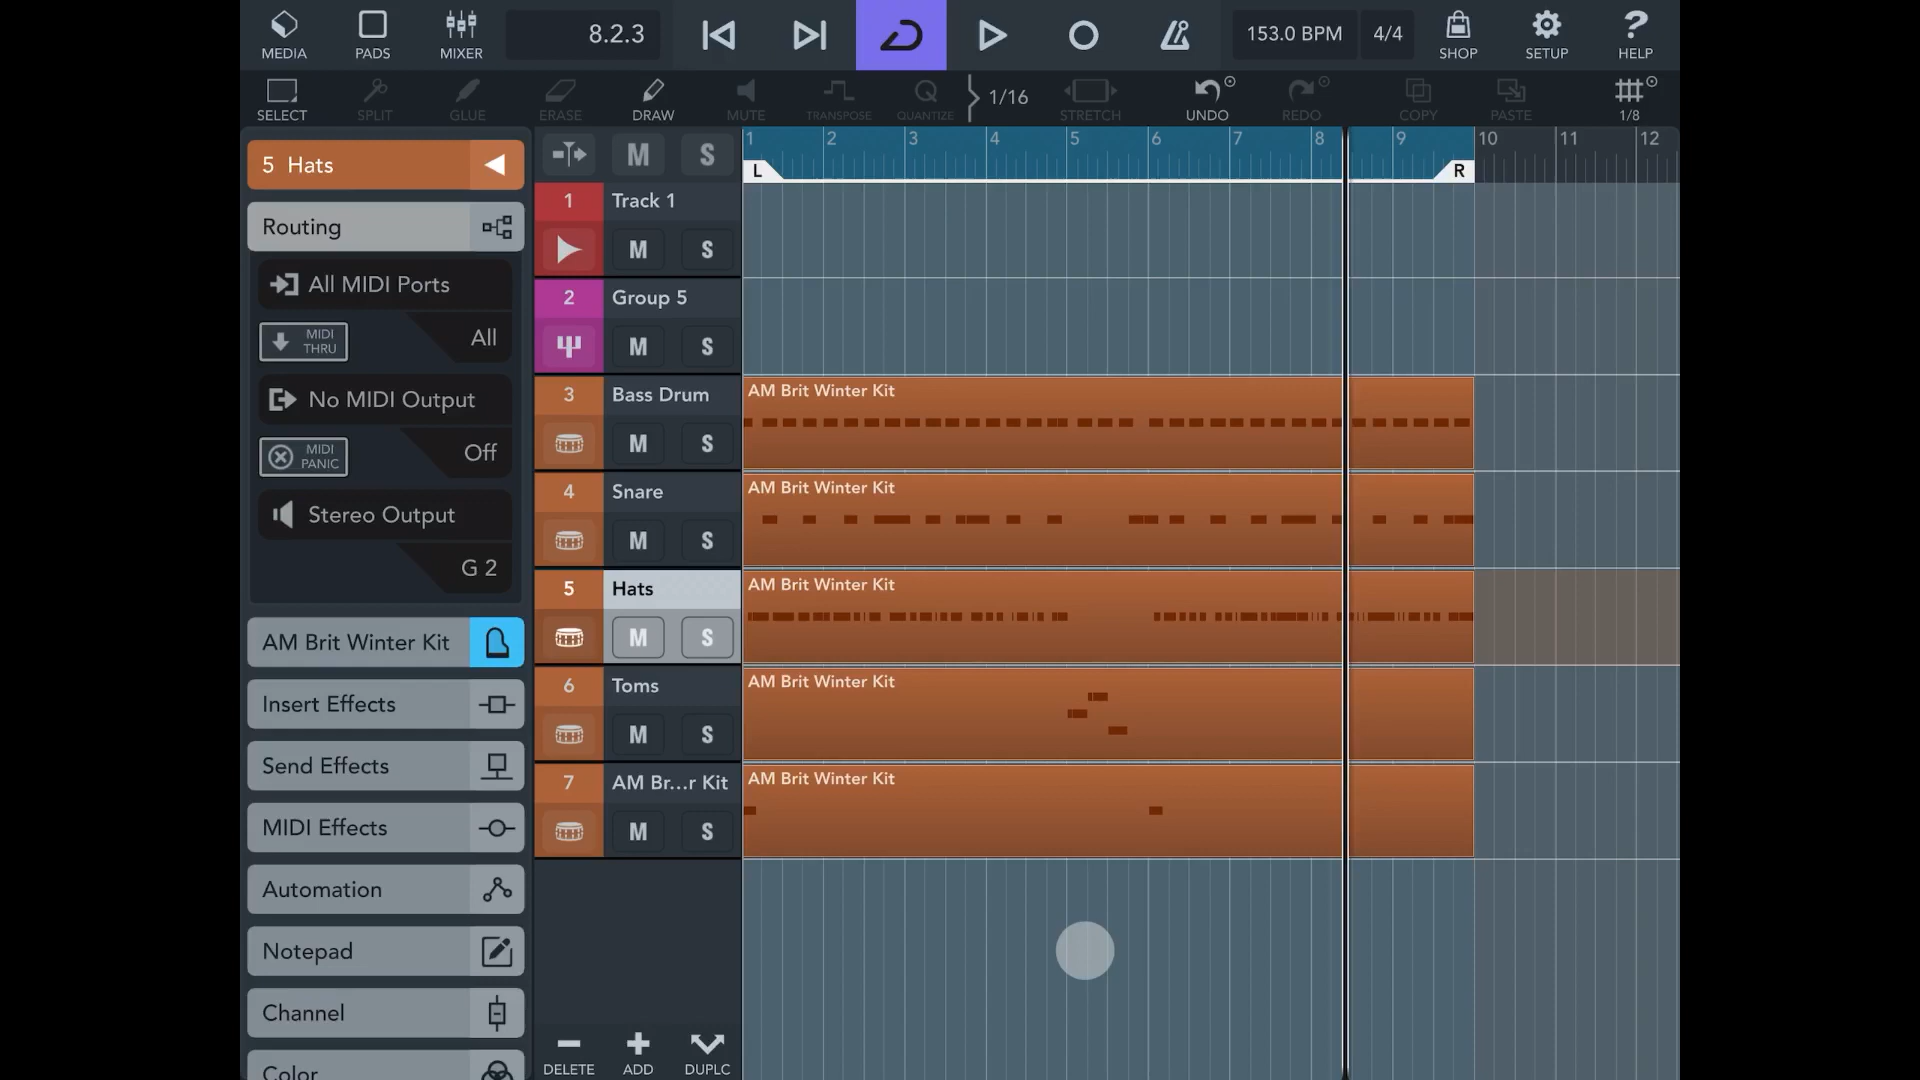 MEDIA
PADS
MIXER
8.2.3
153.0 BPM
4/4
SHOP
SETUP
HELP
SELECT
SPLIT
GLUE
ERASE
DRAW
MUTE
TRANSPOSE
QUANTIZE
1/16
STRETCH
UNDO
REDO
COPY
PASTE
1/8
5 Hats
Routing
All MIDI Ports
MIDI THRU
All
No MIDI Output
MIDI PANIC
Off
Stereo Output
G 2
AM Brit Winter Kit
Insert Effects
Send Effects
MIDI Effects
Automation
Notepad
Channel
Color
M S
1 2 3 4 5 6 7 8 9 10 11 12
L R
1 Track 1
M S
2 Group 5
M S
3 Bass Drum
M S
AM Brit Winter Kit
4 Snare
M S
AM Brit Winter Kit
5 Hats
M S
AM Brit Winter Kit
6 Toms
M S
AM Brit Winter Kit
7 AM Br...r Kit
M S
AM Brit Winter Kit
DELETE
ADD
DUPLC